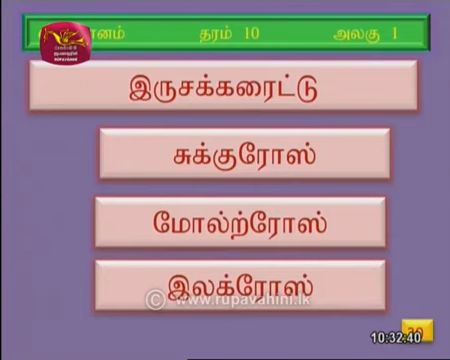 தரம் 10 அலகு 1
இருசக்கரைட்டு
சுக்குரோஸ்
மோல்ற்ரோஸ்
இலக்ரோஸ்
© www.rupavahini.lk
10:32:40